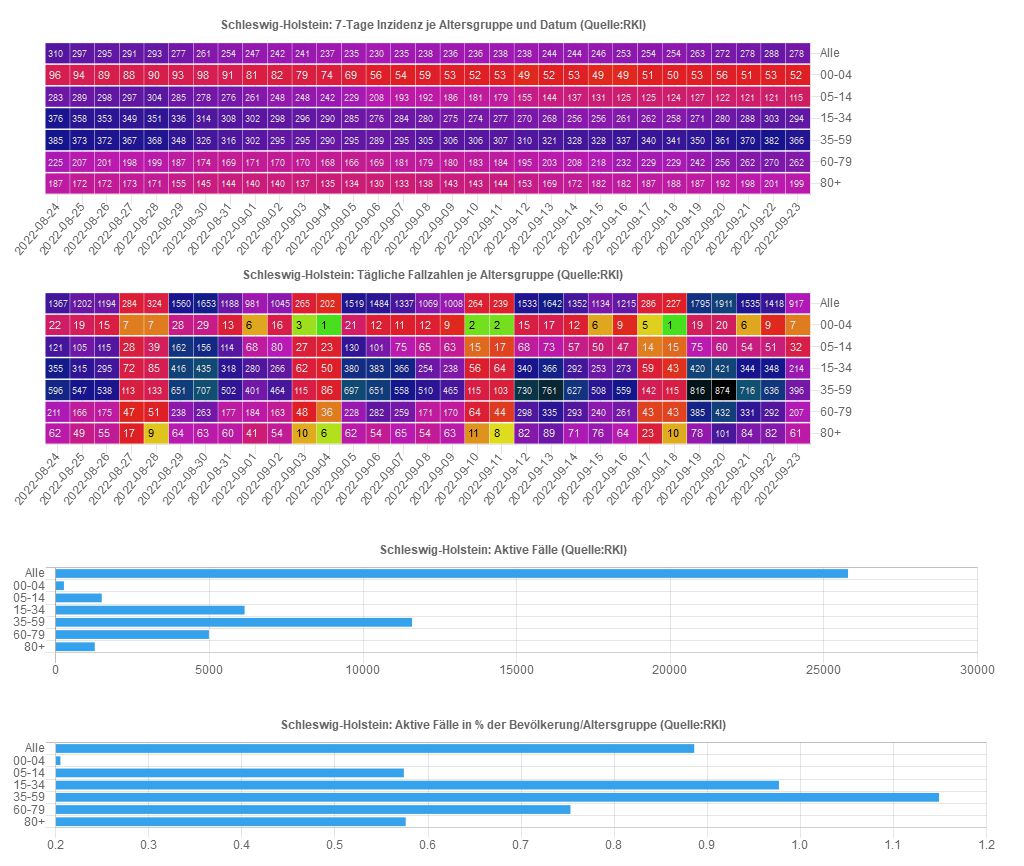 Schleswig-Holstein: 7-Tage Inzidenz je Altersgruppe und Datum (Quelle:RKI)
310 297 295 291 293 277 261 254 247 242 241 237 235 230 235 238 236 236 238 238 244 244 246 253 254 254 263 272 278 288 278 Alle
96 94 89 88 90 93 98 91 81 82 79 74 69 56 54 59 53 52 53 49 52 53 49 49 51 50 53 56 51 53 52 00-04
283 289 298 297 304 285 278 276 261 248 248 242 229 208 193 192 186 181 179 155 144 137 131 125 125 124 127 122 121 121 115 05-14
376 358 353 349 351 336 314 308 302 298 296 290 285 276 284 280 275 274 277 270 268 256 256 261 262 258 271 280 288 303 294 15-34
385 373 372 367 368 348 326 316 302 295 295 290 295 289 294 305 306 306 307 310 321 328 328 337 340 341 350 361 370 382 366 35-59
225 207 201 198 199 187 174 169 171 170 170 168 166 169 181 179 180 183 184 195 203 208 218 232 229 229 242 256 262 270 262 60-79
187 172 172 173 171 155 145 144 140 140 137 135 134 130 133 138 143 143 144 153 169 172 182 182 187 188 187 192 198 201 199 80+
2022-08-24 2022-08-25 2022-08-26 2022-08-27 2022-08-28 2022-08-29 2022-08-30 2022-08-31 2022-09-01 2022-09-02 2022-09-03 2022-09-04 2022-09-05 2022-09-06 2022-09-07 2022-09-08 2022-09-09 2022-09-10 2022-09-11 2022-09-12 2022-09-13 2022-09-14 2022-09-15 2022-09-16 2022-09-17 2022-09-18 2022-09-19 2022-09-20 2022-09-21 2022-09-22 2022-09-23
Schleswig-Holstein: Tägliche Fallzahlen je Altersgruppe (Quelle:RKI)
1367 1202 1194 284 324 1560 1653 1188 981 1045 265 202 1519 1484 1337 1069 1008 264 239 1533 1642 1352 1134 1215 286 227 1795 1911 1535 1418 917 Alle
22 19 15 7 7 28 29 13 6 16 3 1 21 12 11 12 9 2 2 15 17 12 6 9 5 1 19 20 6 9 7 00-04
121 105 115 28 39 162 156 114 68 80 27 23 130 101 75 65 63 15 17 68 73 57 50 47 14 15 75 60 54 51 32 05-14
355 315 295 72 85 416 435 318 280 266 62 50 380 383 366 254 238 56 64 340 366 292 244 273 59 43 420 421 344 348 214 15-34
596 547 538 113 133 651 707 502 401 464 115 86 697 651 558 510 465 115 103 730 761 627 508 559 142 115 816 874 716 636 396 35-59
211 166 175 47 51 238 263 177 184 163 48 36 228 282 259 171 170 64 44 298 335 293 240 261 43 43 385 432 331 292 207 60-79
62 49 55 17 9 64 63 60 41 54 10 6 62 54 65 54 63 11 8 82 89 71 76 64 23 10 78 101 84 82 61 80+
2022-08-24 2022-08-25 2022-08-26 2022-08-27 2022-08-28 2022-08-29 2022-08-30 2022-08-31 2022-09-01 2022-09-02 2022-09-03 2022-09-04 2022-09-05 2022-09-06 2022-09-07 2022-09-08 2022-09-09 2022-09-10 2022-09-11 2022-09-12 2022-09-13 2022-09-14 2022-09-15 2022-09-16 2022-09-17 2022-09-18 2022-09-19 2022-09-20 2022-09-21 2022-09-22 2022-09-23
Schleswig-Holstein: Aktive Fälle (Quelle:RKI)
Alle
00-04
05-14
15-34
35-59
60-79
80+
0 5000 10000 15000 20000 25000 30000
Schleswig-Holstein: Aktive Fälle in % der Bevölkerung/Altersgruppe (Quelle:RKI)
Alle
00-04
05-14
15-34
35-59
60-79
80+
0.2 0.3 0.4 0.5 0.6 0.7 0.8 0.9 1.0 1.1 1.2